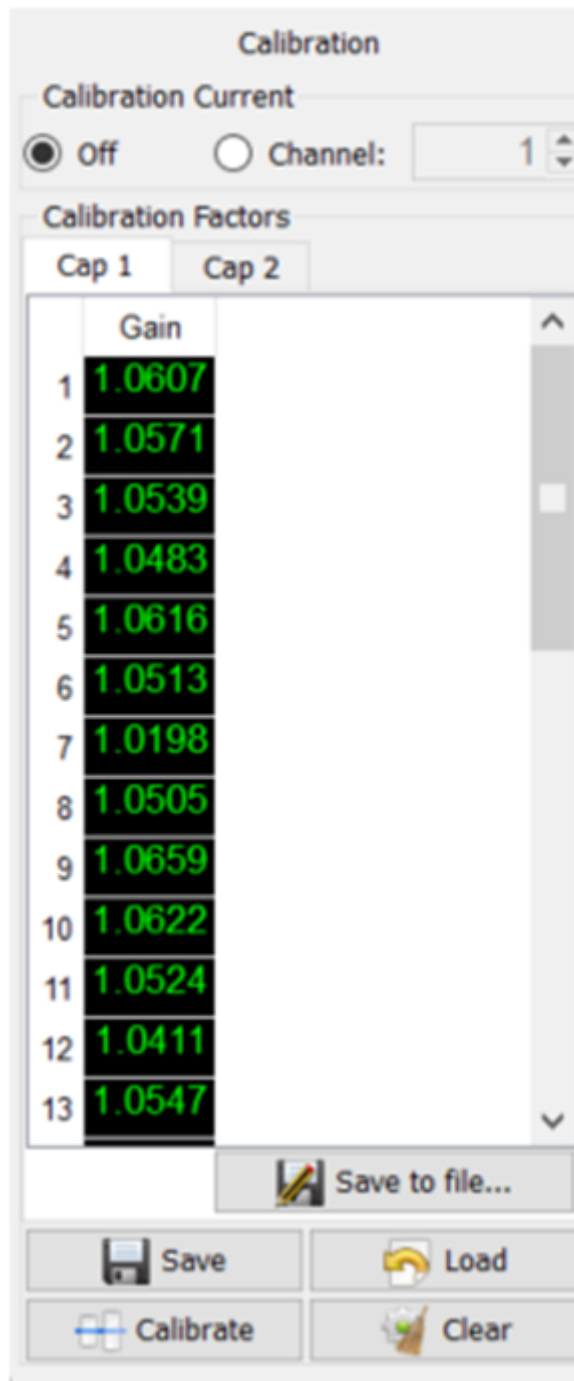 Calibration
Calibration Current
Off Channel: 1
Calibration Factors
Cap 1 Cap 2
Gain
1 1.0607
2 1.0571
3 1.0539
4 1.0483
5 1.0616
6 1.0513
7 1.0198
8 1.0505
9 1.0659
10 1.0622
11 1.0524
12 1.0411
13 1.0547
Save to file...
Save Load
Calibrate Clear